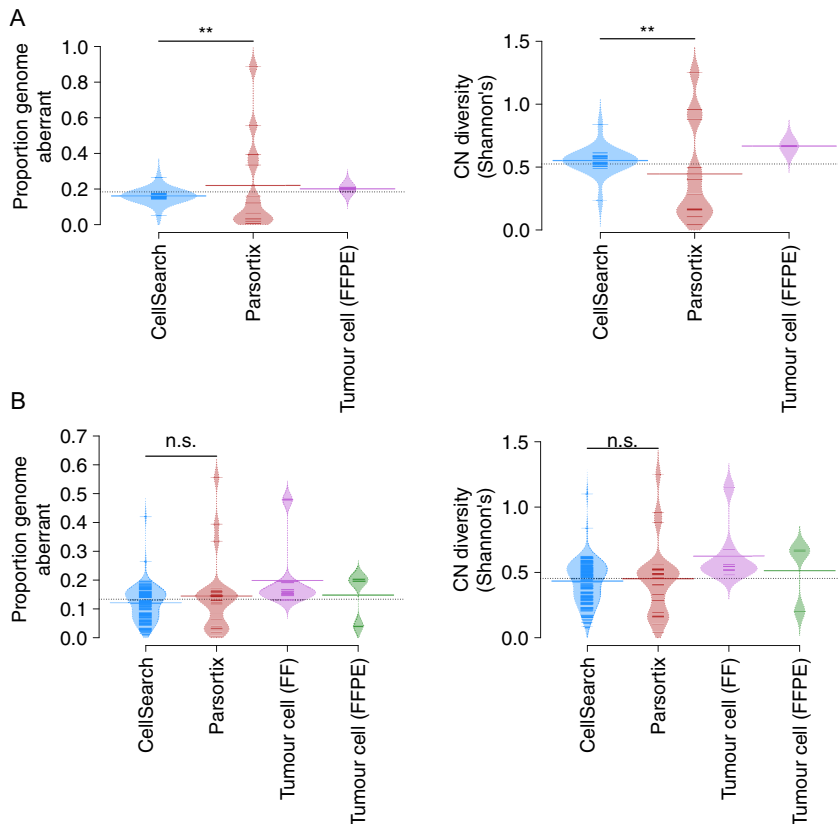 A
Proportion genome
aberrant
1.0
0.8
0.6
0.4
0.2
0.0
**
CellSearch
Parsortix
Tumour cell (FFPE)
CN diversity
(Shannon's)
1.5
1.0
0.5
0.0
**
CellSearch
Parsortix
Tumour cell (FFPE)
B
Proportion genome
aberrant
0.7
0.6
0.5
0.4
0.3
0.2
0.1
0.0
n.s.
CellSearch
Parsortix
Tumour cell (FF)
Tumour cell (FFPE)
CN diversity
(Shannon's)
1.5
1.0
0.5
0.0
n.s.
CellSearch
Parsortix
Tumour cell (FF)
Tumour cell (FFPE)